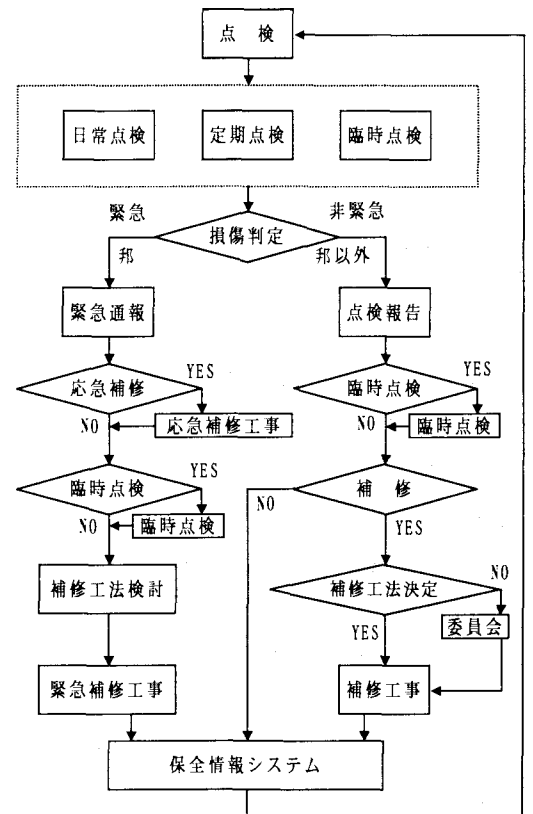 点 検
日常点検 定期点検 臨時点検
緊急 非緊急
損傷判定
邦 邦以外
緊急通報 点検報告
YES YES
応急補修 臨時点検
NO 応急補修工事 NO 臨時点検
YES
臨時点検 補 修
NO
NO 臨時点検 YES
補修工法検討 補修工法決定 NO
YES 委員会
緊急補修工事 補修工事
保全情報システム